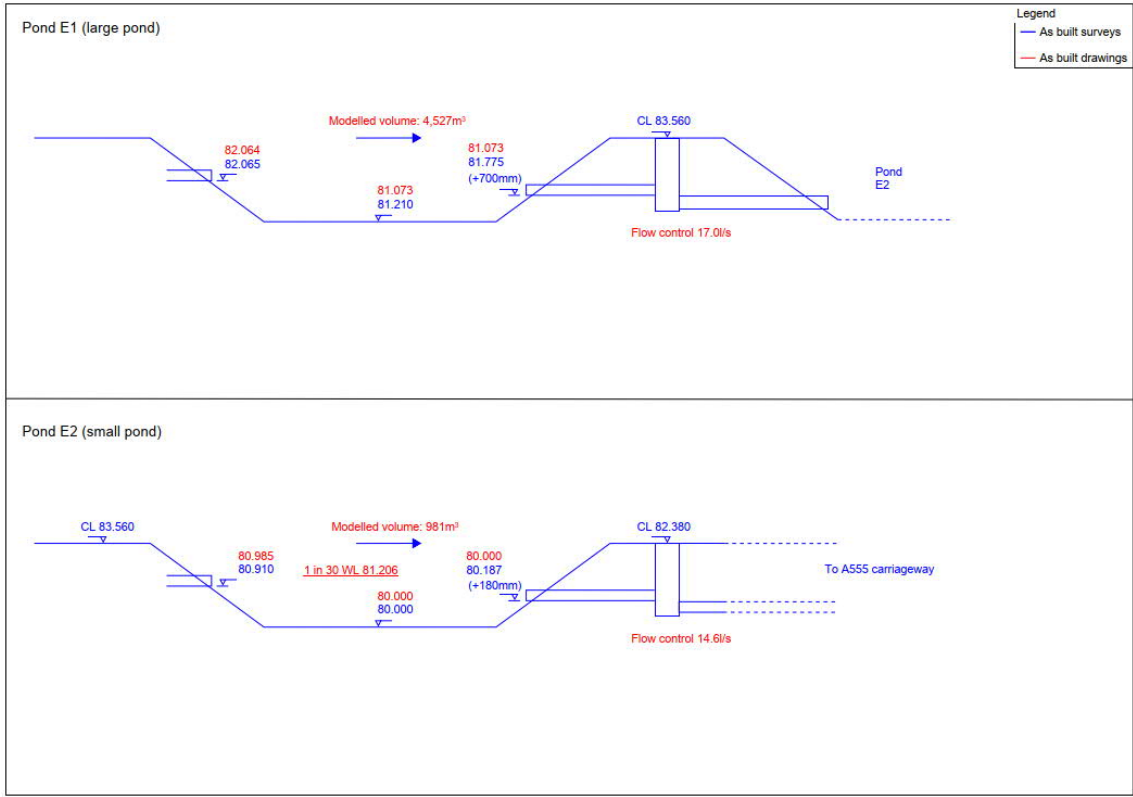 Pond E1 (large pond)
Legend
As built surveys
As built drawings
Modelled volume: 4,527m³
CL 83.560
82.064
82.065
81.073
81.775
(+700mm)
81.073
81.210
Pond
E2
Flow control 17.0l/s
Pond E2 (small pond)
CL 83.560
Modelled volume: 981m³
CL 82.380
80.985
80.910
1 in 30 WL 81.206
80.000
80.187
(+180mm)
To A555 carriageway
80.000
80.000
Flow control 14.6l/s